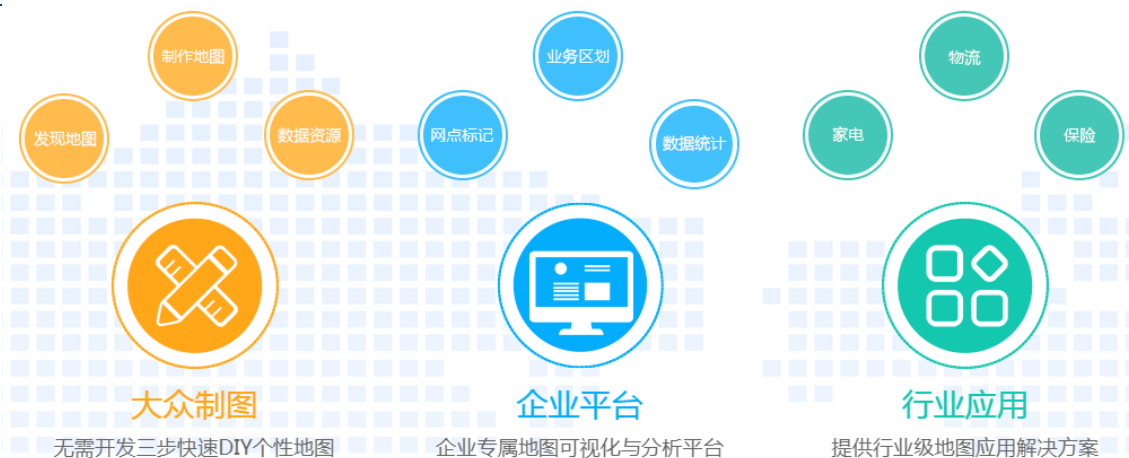 制作地图
发现地图
数据资源
大众制图
无需开发三步快速DIY个性地图
业务区划
网点标记
数据统计
企业平台
企业专属地图可视化与分析平台
物流
家电
保险
行业应用
提供行业级地图应用解决方案